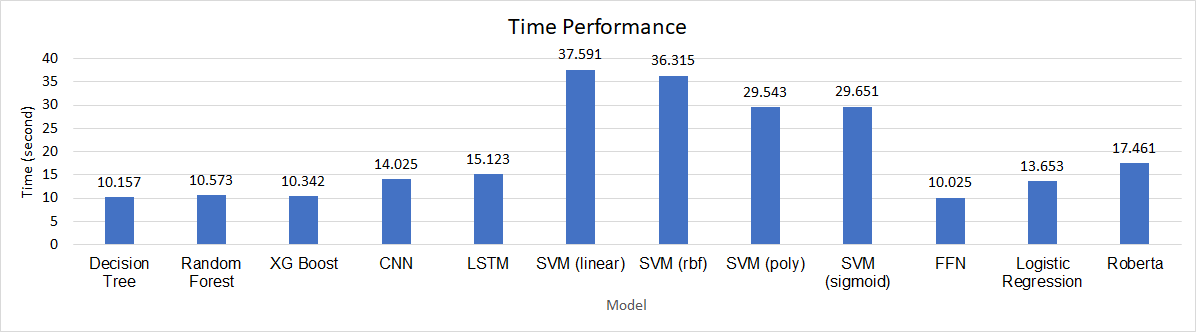 Time Performance
Time (second)
40
35
30
25
20
15
10
5
0
10.157
10.573
10.342
14.025
15.123
37.591
36.315
29.543
29.651
10.025
13.653
17.461
Decision
Tree
Random
Forest
XG Boost
CNN
LSTM
SVM (linear)
SVM (rbf)
SVM (poly)
SVM
(sigmoid)
FFN
Logistic
Regression
Roberta
Model